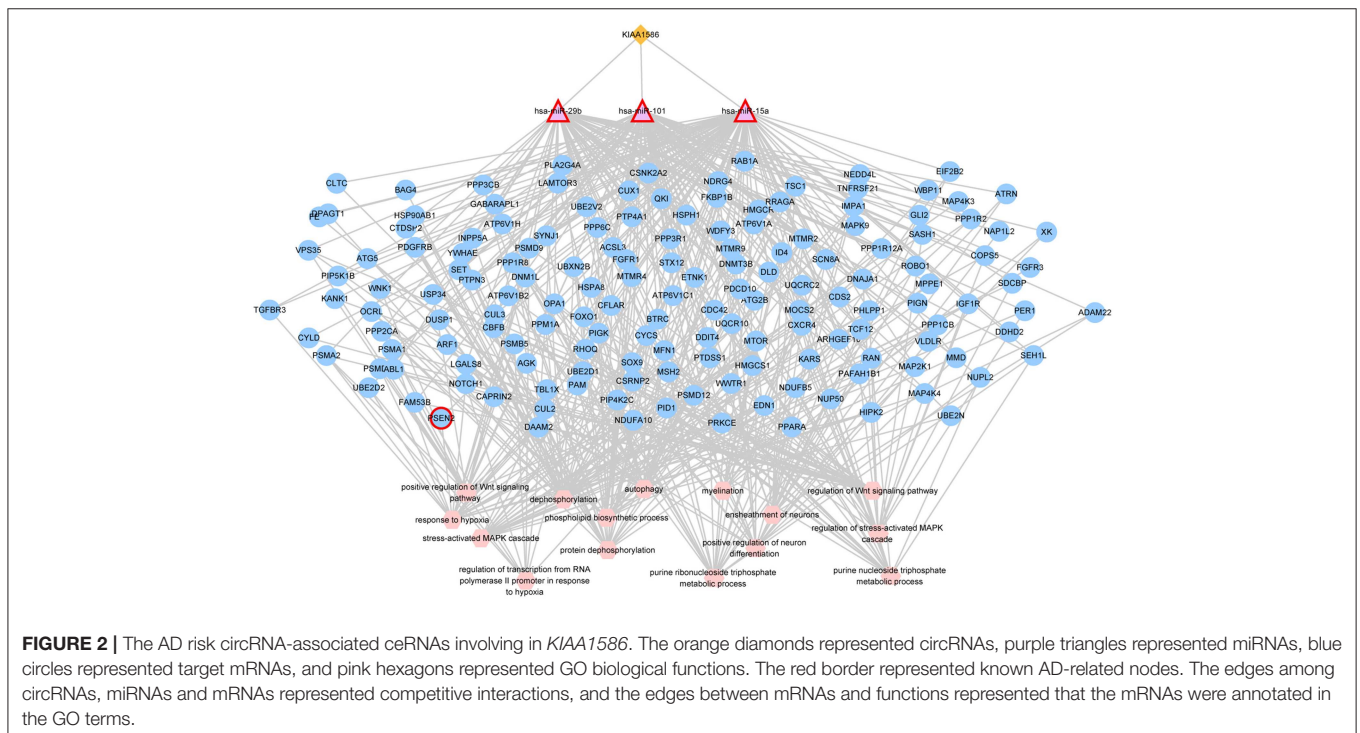 KIAA1586
hsa-miR-29b
hsa-miR-101
hsa-miR-15a
PLA2G4A
RAB1A
CLTC
BAG4
PPP3CB
LAMTOR3
CSNK2A2
NDRG4
TSC1
NEDD4L
EIF2B2
TNFRSF21
WBP11
ATRN
GABARAPL1
CUX1
QKI
FKBP1B
HMGCR
RRAGA
IMPA1
MAP4K3
DPAGT1
HSP90AB1
CTDSP2
ATP6V1H
UBE2V2
PTP4A1
HSPH1
ATP6V1A
MAPK9
GLI2
PPP1R2
NAP1L2
XK
PPP6C
WDFY3
SASH1
VPS35
PDGFRB
INPP5A
SYNJ1
PSMD9
ACSL3
PPP3R1
MTMR9
ID4
MTMR2
PPP1R12A
COPS5
ATG5
YWHAE
SET
PPP1R8
UBXN2B
FGFR1
STX12
DNMT3B
DLD
SCN8A
ROBO1
FGFR3
PIP5K1B
WNK1
PTPN3
DNM1L
HSPA8
MTMR4
ETNK1
PDCD10
UQCRC2
DNAJA1
MPPE1
SDCBP
KANK1
USP34
ATP6V1B2
OPA1
CFLAR
ATP6V1C1
ATG2B
CDS2
PIGN
IGF1R
TGFBR3
OCRL
DUSP1
CUL3
FOXO1
CDC42
MOCS2
PHLPP1
PER1
ADAM22
CBFB
PPM1A
BTRC
UQCR10
CXCR4
TCF12
PPP1CB
CYLD
PPP2CA
ARF1
PIGK
CYCS
DDIT4
MTOR
VLDLR
DDHD2
PSMA2
PSMA1
PSMB5
RHOQ
MFN1
PTDSS1
RAN
MMD
SEH1L
ABL1
LGALS8
AGK
SOX9
MSH2
HMGCS1
KARS
PAFAH1B1
MAP2K1
NUPL2
UBE2D2
NOTCH1
TBL1X
PAM
UBE2D1
CSRNP2
WWTR1
NDUFB5
MAP4K4
FAM53B
CAPRIN2
PIP4K2C
PSMD12
NUP50
PSEN2
CUL2
PID1
EDN1
HIPK2
UBE2N
DAAM2
NDUFA10
PRKCE
PPARA
positive regulation of Wnt signaling
pathway
dephosphorylation
autophagy
myelination
regulation of Wnt signaling pathway
response to hypoxia
phospholipid biosynthetic process
ensheathment of neurons
stress-activated MAPK cascade
regulation of stress-activated MAPK
cascade
protein dephosphorylation
positive regulation of neuron
differentiation
regulation of transcription from RNA
polymerase II promoter in response
to hypoxia
purine ribonucleoside triphosphate
metabolic process
purine nucleoside triphosphate
metabolic process
FIGURE 2 | The AD risk circRNA-associated ceRNAs involving in KIAA1586. The orange diamonds represented circRNAs, purple triangles represented miRNAs, blue
circles represented target mRNAs, and pink hexagons represented GO biological functions. The red border represented known AD-related nodes. The edges among
circRNAs, miRNAs and mRNAs represented competitive interactions, and the edges between mRNAs and functions represented that the mRNAs were annotated in
the GO terms.